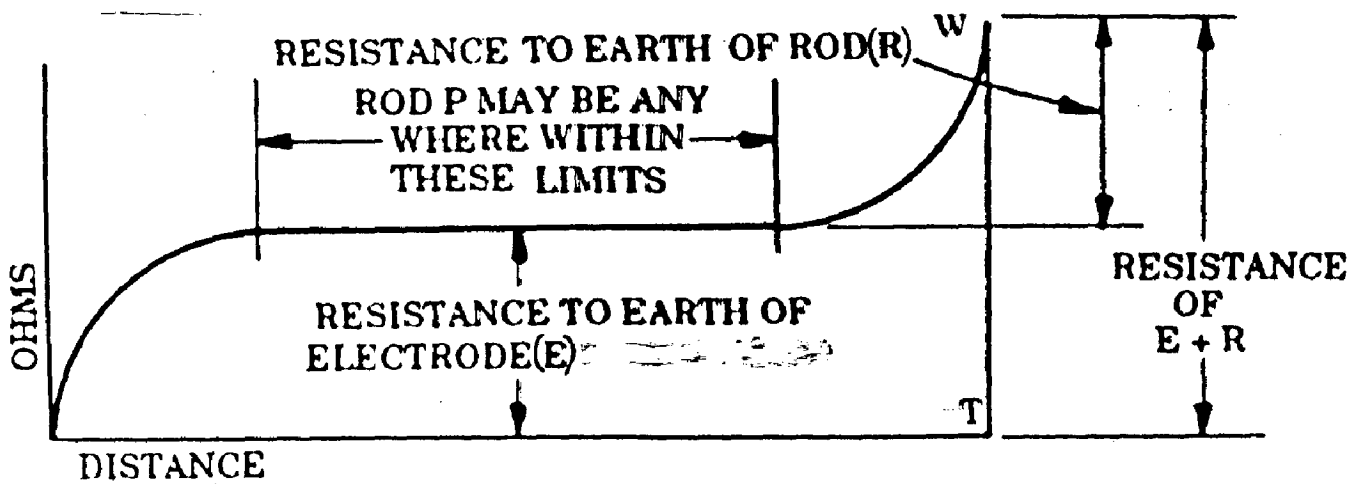 W
RESISTANCE TO EARTH OF ROD(R)
ROD P MAY BE ANY
WHERE WITHIN
THESE LIMITS
OHMS
RESISTANCE TO EARTH OF
ELECTRODE(E)
RESISTANCE
OF
E + R
T
DISTANCE